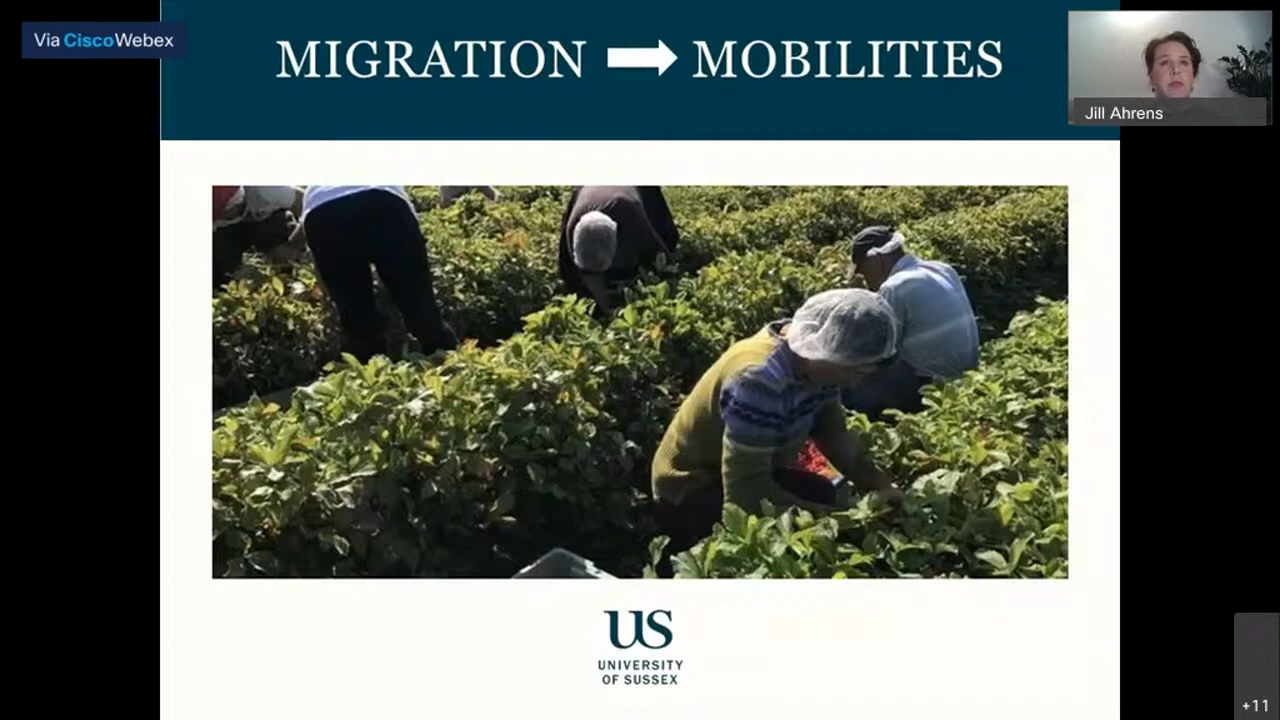 Via CiscoWebex
MIGRATION ➡ MOBILITIES
Jill Ahrens
US
UNIVERSITY
OF SUSSEX
+11